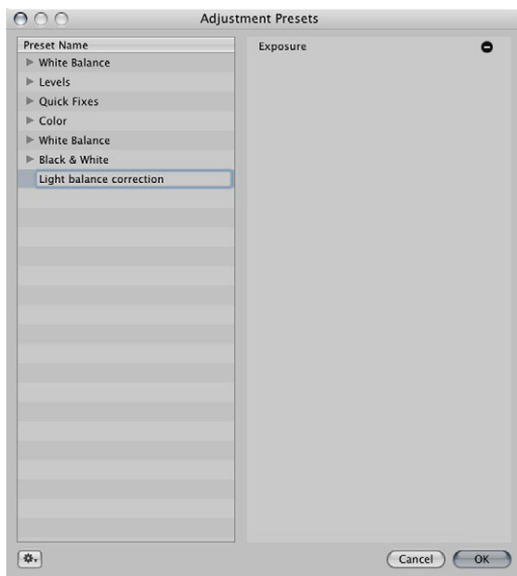 Adjustment Presets
Preset Name
White Balance
Levels
Quick Fixes
Color
White Balance
Black & White
Light balance correction
Exposure
Cancel
OK